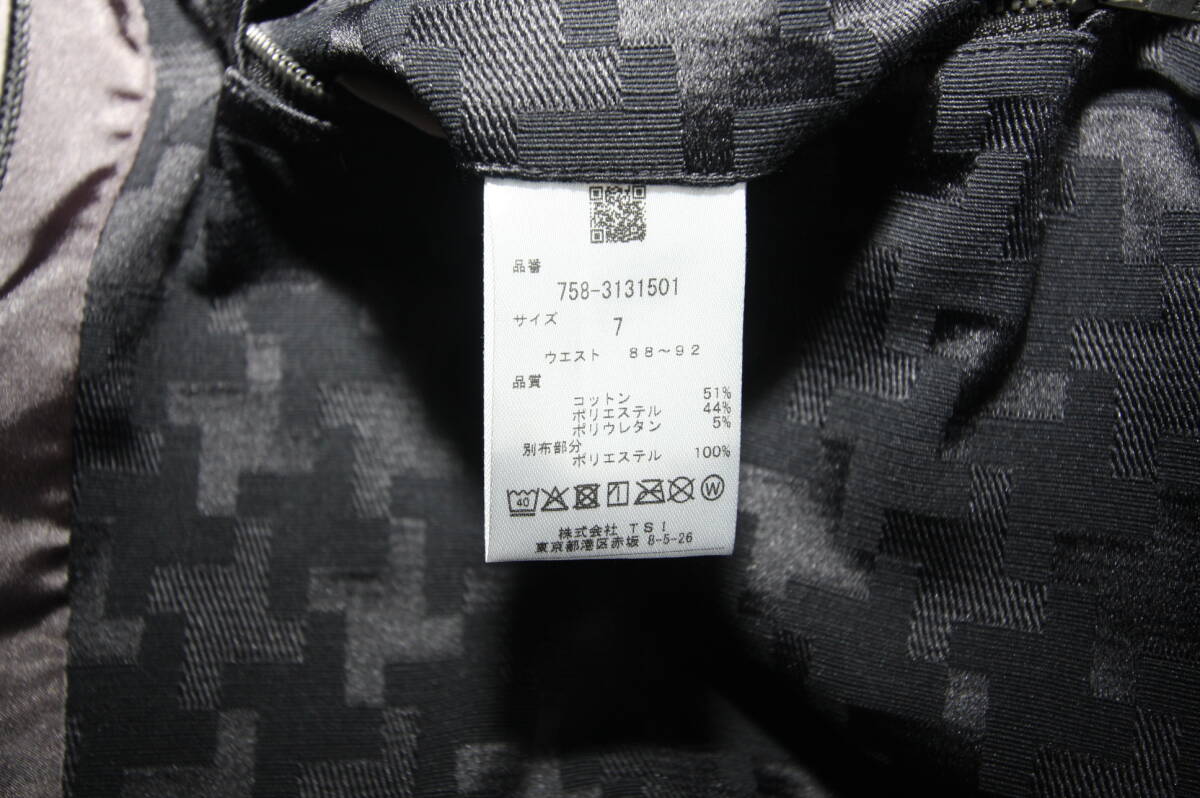 品番
758-3131501
サイズ 7
ウエスト 88～92
品質
コットン 51%
ポリエステル 44%
ポリウレタン 5%
別布部分
ポリエステル 100%
40 W
株式会社 TSI
東京都港区赤坂 8-5-26